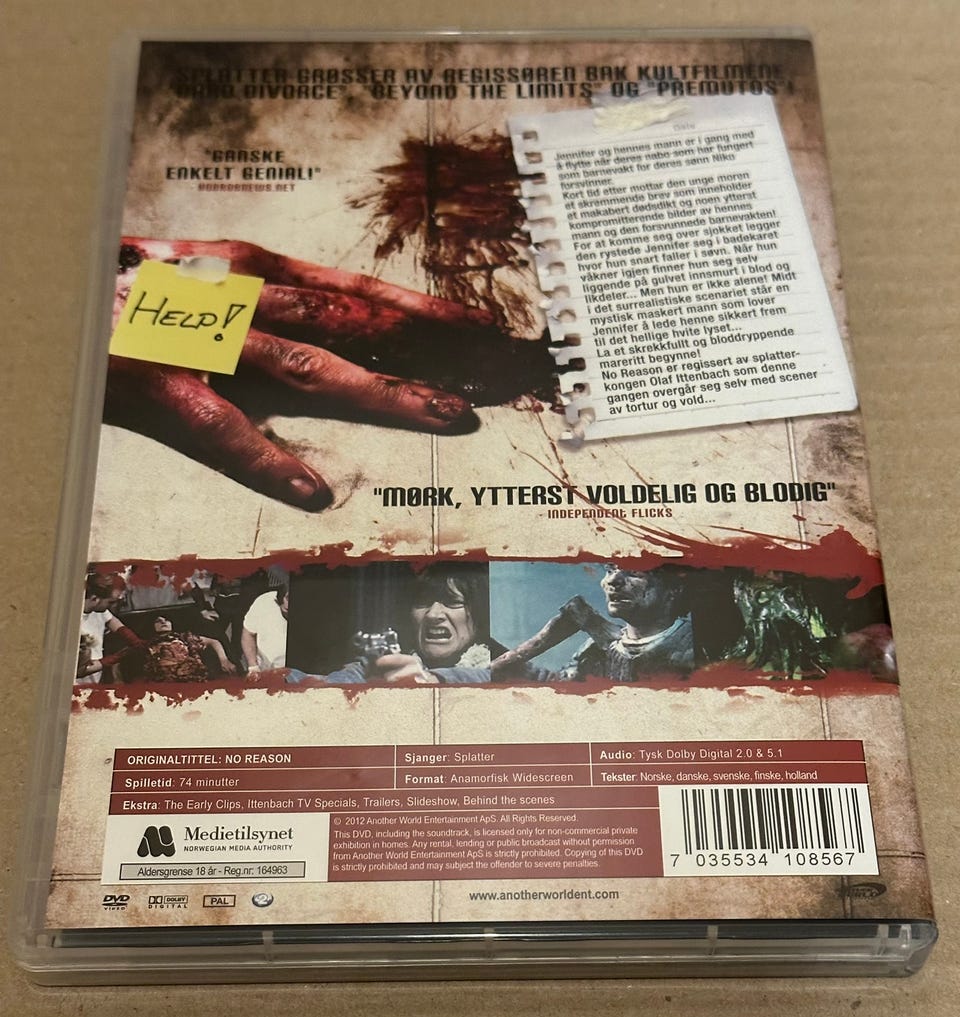 SPLATTER GRØSSER AV REGISSØREN BAK KULTFILMENE
"HARD DIVORCE", "BEYOND THE LIMITS" OG "PREMUTOS"!
"GANSKE
ENKELT GENIAL!"
- HORRORNEWS.NET
Date
Jennifer og hennes mann er i gang med
å flytte når deres nabo som har fungert
som barnevakt for deres sønn Niko
forsvinner.
Kort tid etter mottar den unge moren
et skremmende brev som inneholder
et makabert dødsdikt og noen ytterst
kompromitterende bilder av hennes
mann og den forsvunnede barnevakten!
For at komme seg over sjokket legger
den rystede Jennifer seg i badekaret
hvor hun snart faller i søvn. Når hun
våkner igjen finner hun seg selv
liggende på gulvet innsmurt i blod og
likdeler... Men hun er ikke alene! Midt
i det surrealistiske scenariet står en
mystisk maskert mann som lover
Jennifer å lede henne sikkert frem
til det hellige hvite lyset...
La et skrekkfullt og bloddryppende
mareritt begynne!
No Reason er regissert av splatter-
kongen Olaf Ittenbach som denne
gangen overgår seg selv med scener
av tortur og vold...
HELP!
"MØRK, YTTERST VOLDELIG OG BLODIG"
- INDEPENDENT FLICKS
ORIGINALTITTEL: NO REASON
Sjanger: Splatter
Audio: Tysk Dolby Digital 2.0 & 5.1
Spilletid: 74 minutter
Format: Anamorfisk Widescreen
Tekster: Norske, danske, svenske, finske, holland
Ekstra: The Early Clips, Ittenbach TV Specials, Trailers, Slideshow, Behind the scenes
Medietilsynet
NORWEGIAN MEDIA AUTHORITY
Aldersgrense 18 år - Reg.nr: 164963
© 2012 Another World Entertainment ApS. All Rights Reserved.
This DVD, including the soundtrack, is licensed only for non-commercial private
exhibition in homes. Any rental, lending or public broadcast without permission
from Another World Entertainment ApS is strictly prohibited. Copying of this DVD
is strictly prohibited and may subject the offender to severe penalties.
7 035534 108567
DVD VIDEO
DOLBY DIGITAL
PAL
2
www.anotherworldent.com